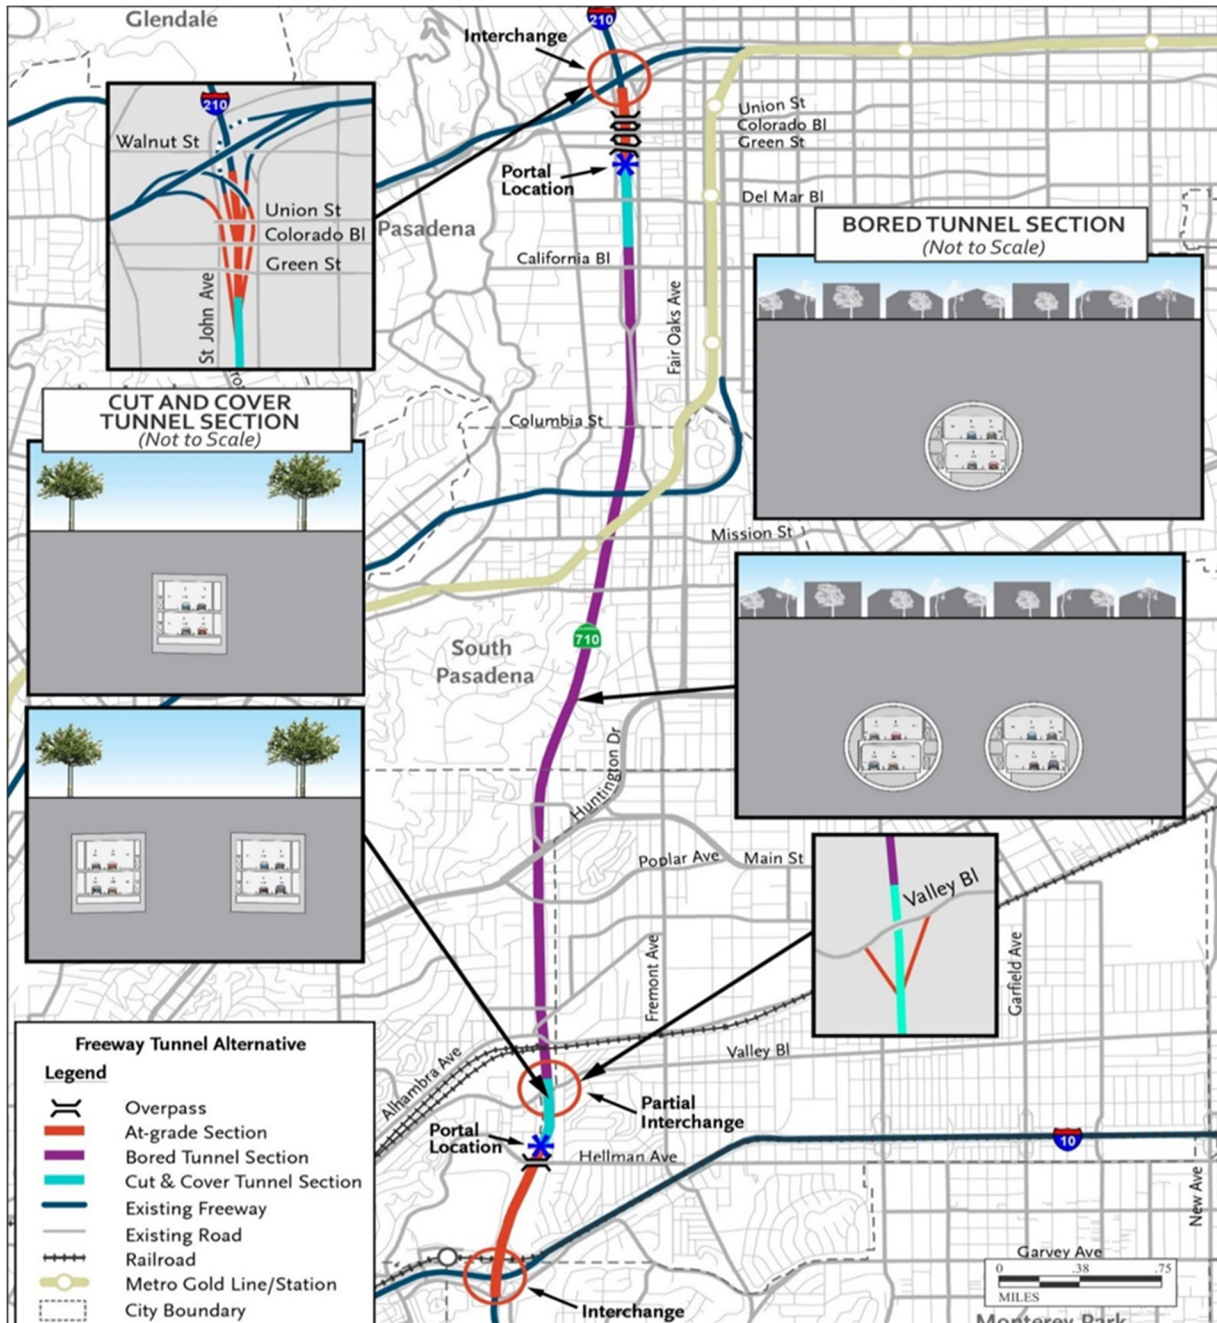 Glendale
210
Interchange
210
Walnut St
Union St
Colorado Bl
Green St
St John Ave
Union St
Colorado Bl
Green St
Portal
Location
Del Mar Bl
Pasadena
California Bl
Fair Oaks Ave
BORED TUNNEL SECTION
(Not to Scale)
CUT AND COVER
TUNNEL SECTION
(Not to Scale)
Columbia St
Mission St
710
South
Pasadena
Huntington Dr
Poplar Ave
Main St
Valley Bl
Fremont Ave
Garfield Ave
Valley Bl
Alhambra Ave
Partial
Interchange
Portal
Location
Hellman Ave
10
New Ave
Garvey Ave
0 .38 .75
MILES
Interchange
Monterey Park
Freeway Tunnel Alternative
Legend
Overpass
At-grade Section
Bored Tunnel Section
Cut & Cover Tunnel Section
Existing Freeway
Existing Road
Railroad
Metro Gold Line/Station
City Boundary